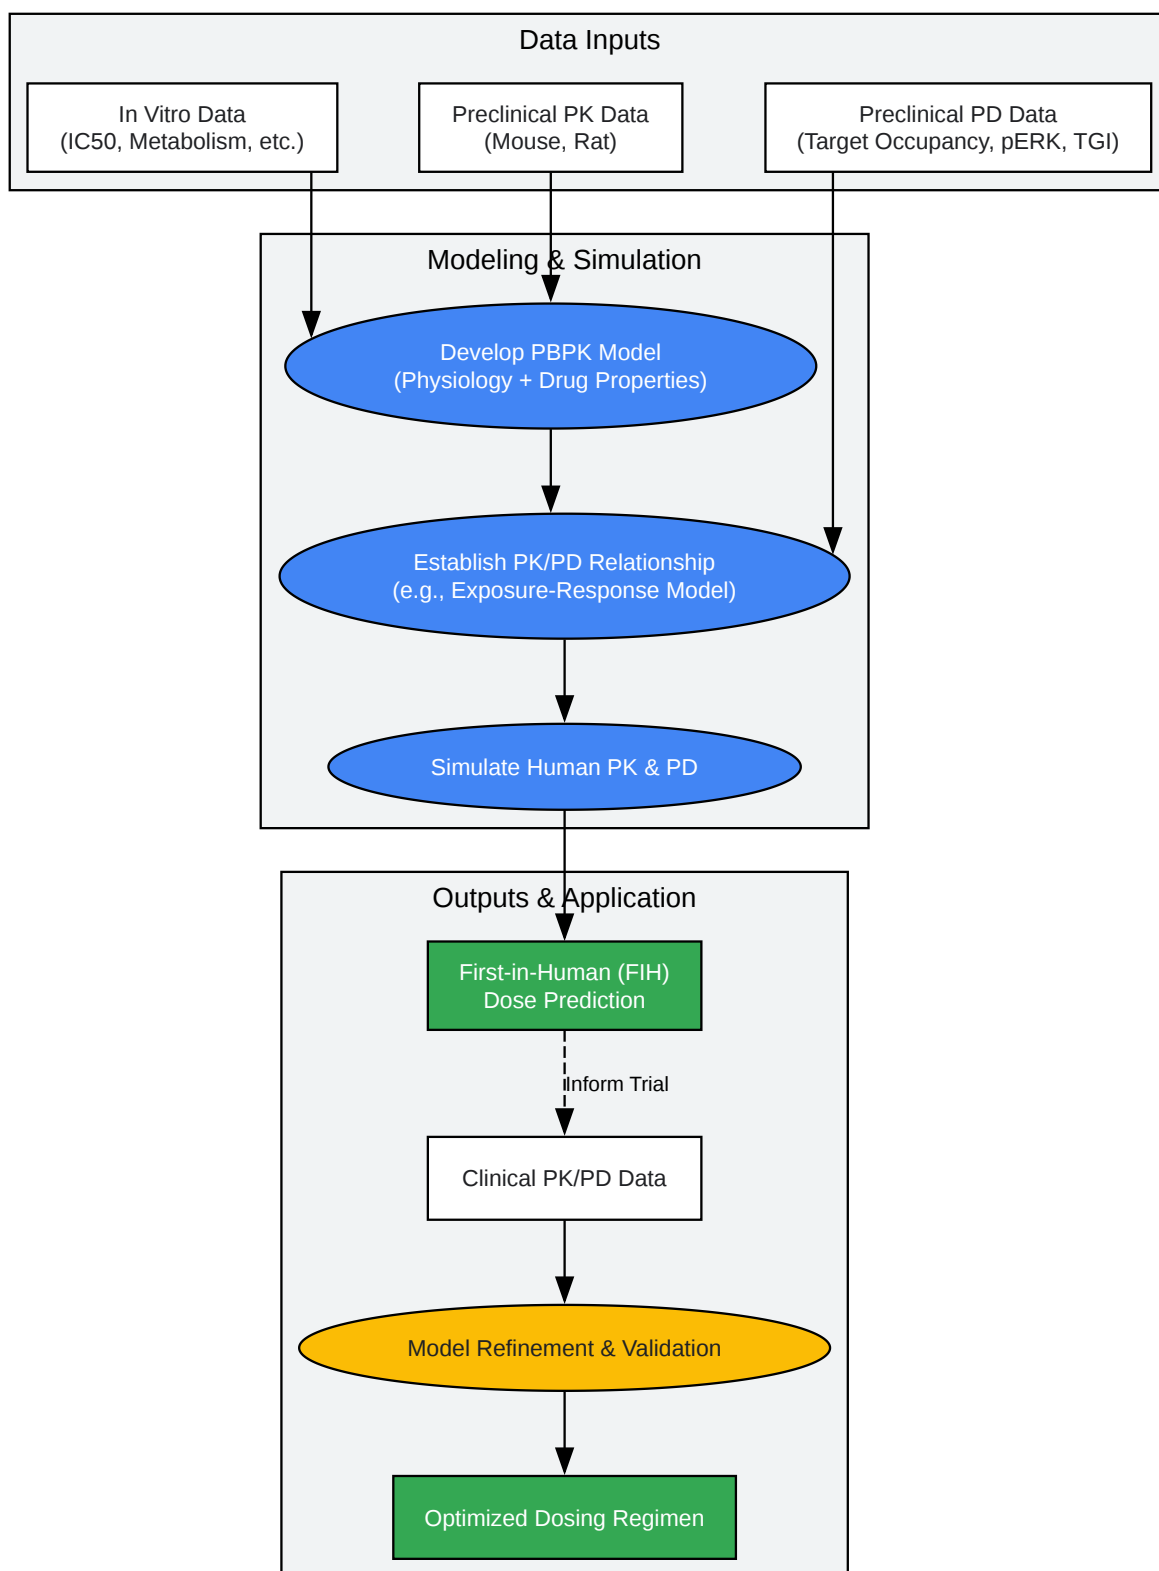 Data Inputs
In Vitro Data
(IC50, Metabolism, etc.)
Preclinical PK Data
(Mouse, Rat)
Preclinical PD Data
(Target Occupancy, pERK, TGI)
Modeling & Simulation
Develop PBPK Model
(Physiology + Drug Properties)
Establish PK/PD Relationship
(e.g., Exposure-Response Model)
Simulate Human PK & PD
Outputs & Application
First-in-Human (FIH)
Dose Prediction
Inform Trial
Clinical PK/PD Data
Model Refinement & Validation
Optimized Dosing Regimen